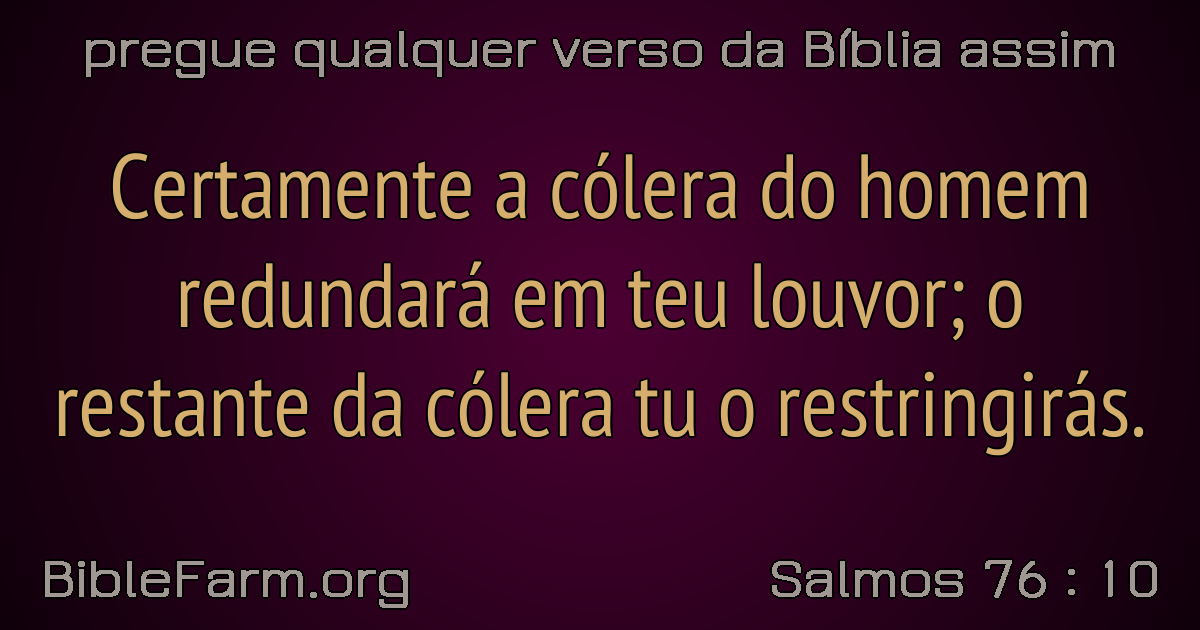 pregue qualquer verso da Bíblia assim
Certamente a cólera do homem
redundará em teu louvor; o
restante da cólera tu o restringirás.
BibleFarm.org
Salmos 76 : 10